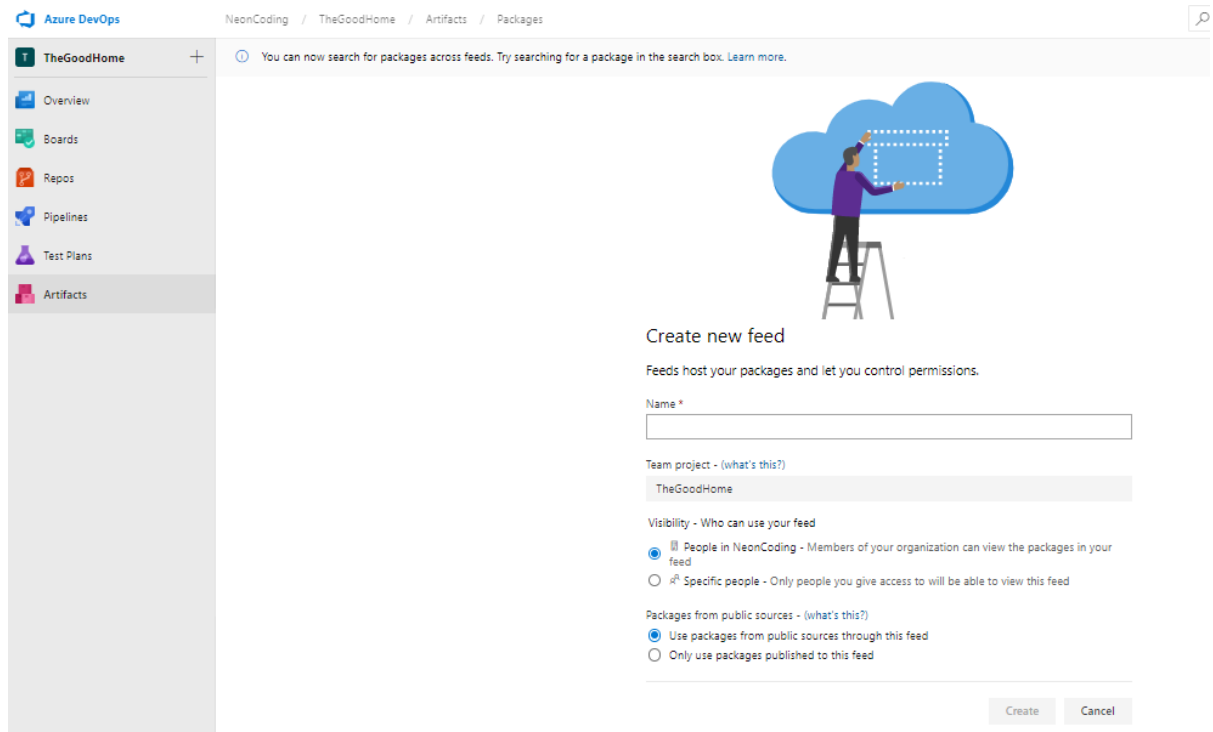 Azure DevOps
NeonCoding / TheGoodHome / Artifacts / Packages
T TheGoodHome
You can now search for packages across feeds. Try searching for a package in the search box. Learn more.
Overview
Boards
Repos
Pipelines
Test Plans
Artifacts
Create new feed
Feeds host your packages and let you control permissions.
Name *
Team project - (what's this?)
TheGoodHome
Visibility - Who can use your feed
People in NeonCoding - Members of your organization can view the packages in your
feed
Specific people - Only people you give access to will be able to view this feed
Packages from public sources - (what's this?)
Use packages from public sources through this feed
Only use packages published to this feed
Create Cancel